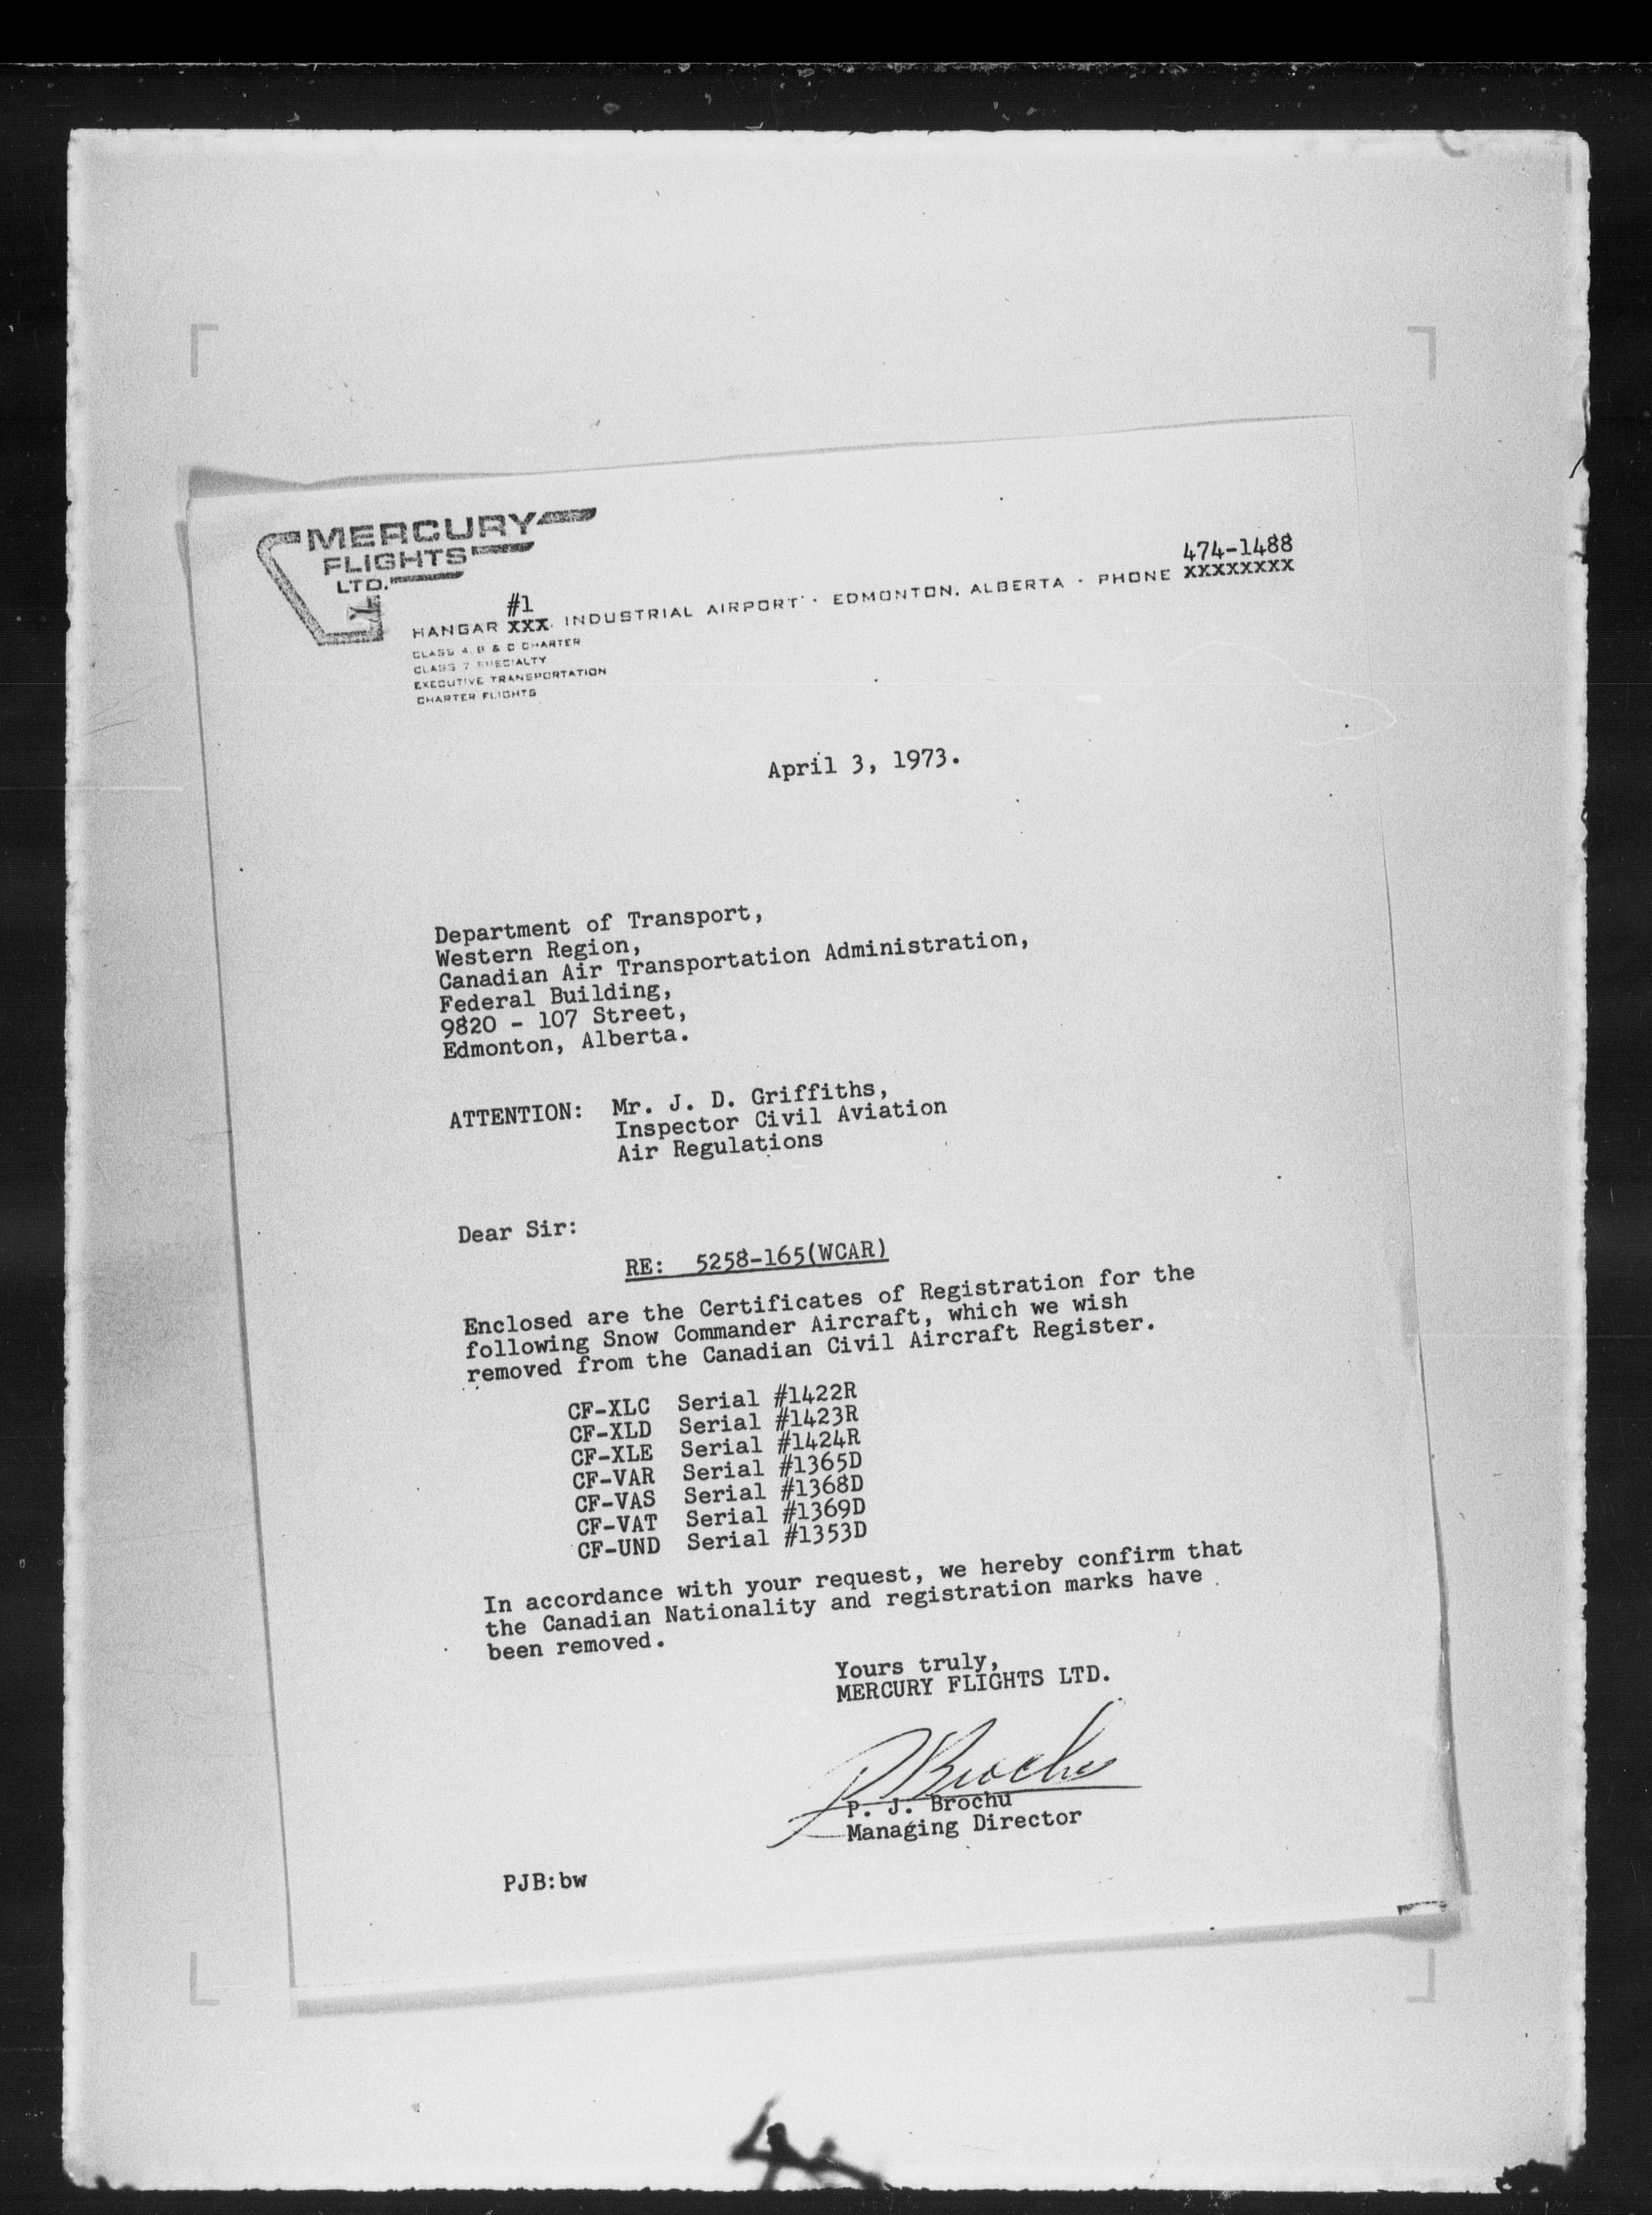 MERCURY
FLIGHTS
LTD.
474-1488
#1
HANGAR XXX, INDUSTRIAL AIRPORT · EDMONTON, ALBERTA · PHONE XXXXXXXX
CLASS 4 B & C CHARTER
CLASS 7 SPECIALTY
EXECUTIVE TRANSPORTATION
CHARTER FLIGHTS
April 3, 1973.
Department of Transport,
Western Region,
Canadian Air Transportation Administration,
Federal Building,
9820 - 107 Street,
Edmonton, Alberta.
ATTENTION: Mr. J. D. Griffiths,
Inspector Civil Aviation
Air Regulations
Dear Sir:
RE: 5258-165(WCAR)
Enclosed are the Certificates of Registration for the
following Snow Commander Aircraft, which we wish
removed from the Canadian Civil Aircraft Register.
CF-XLC Serial #1422R
CF-XLD Serial #1423R
CF-XLE Serial #1424R
CF-VAR Serial #1365D
CF-VAS Serial #1368D
CF-VAT Serial #1369D
CF-UND Serial #1353D
In accordance with your request, we hereby confirm that
the Canadian Nationality and registration marks have
been removed.
Yours truly,
MERCURY FLIGHTS LTD.
P Brochu
P. J. Brochu
Managing Director
PJB:bw